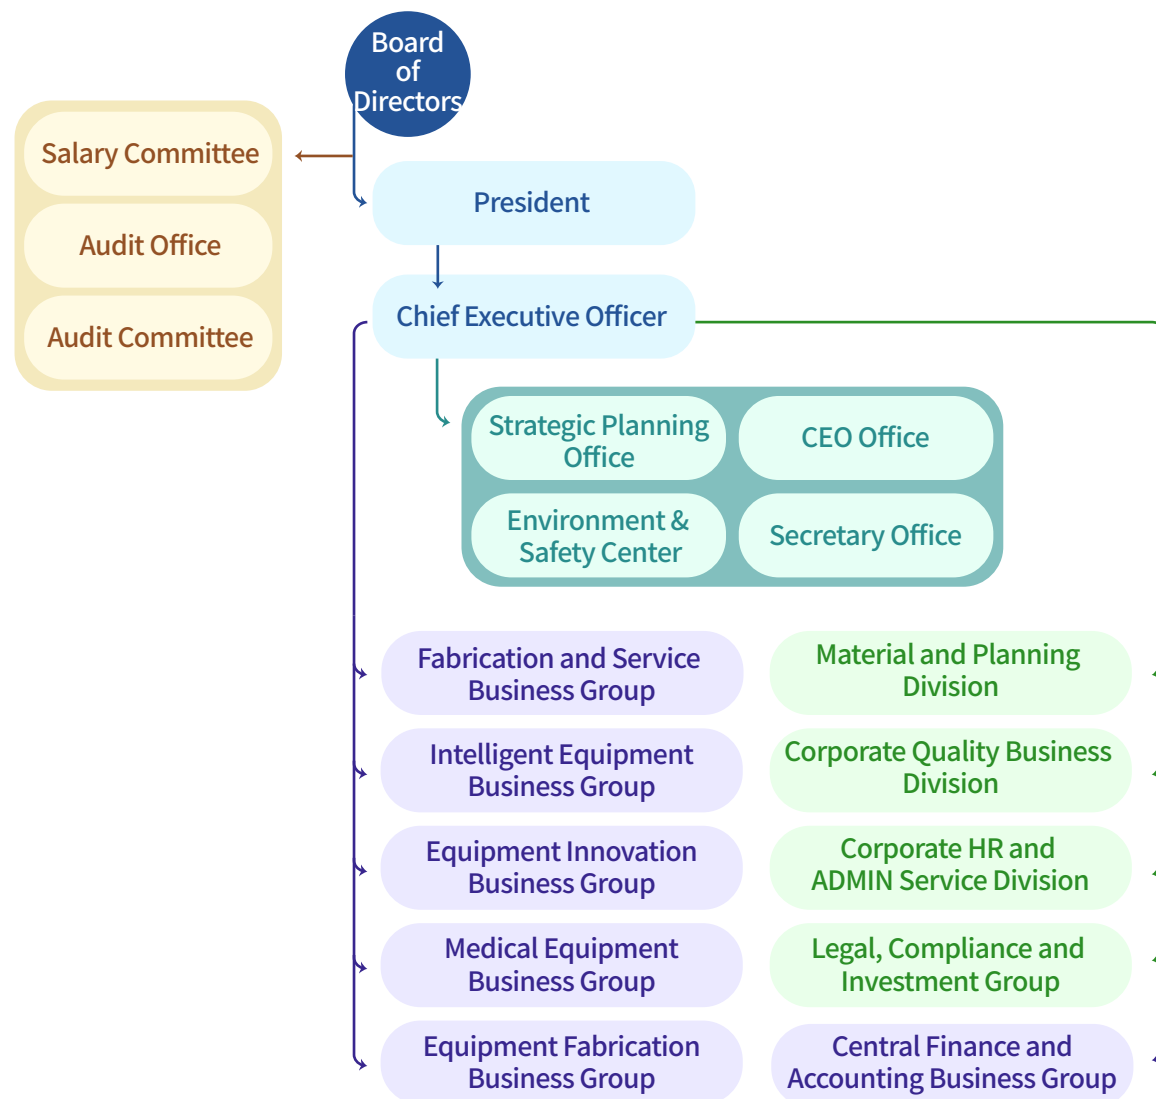 Board
of
Directors
Salary Committee
Audit Office
Audit Committee
President
Chief Executive Officer
Strategic Planning
Office
CEO Office
Environment &
Safety Center
Secretary Office
Fabrication and Service
Business Group
Material and Planning
Division
Intelligent Equipment
Business Group
Corporate Quality Business
Division
Equipment Innovation
Business Group
Corporate HR and
ADMIN Service Division
Medical Equipment
Business Group
Legal, Compliance and
Investment Group
Equipment Fabrication
Business Group
Central Finance and
Accounting Business Group